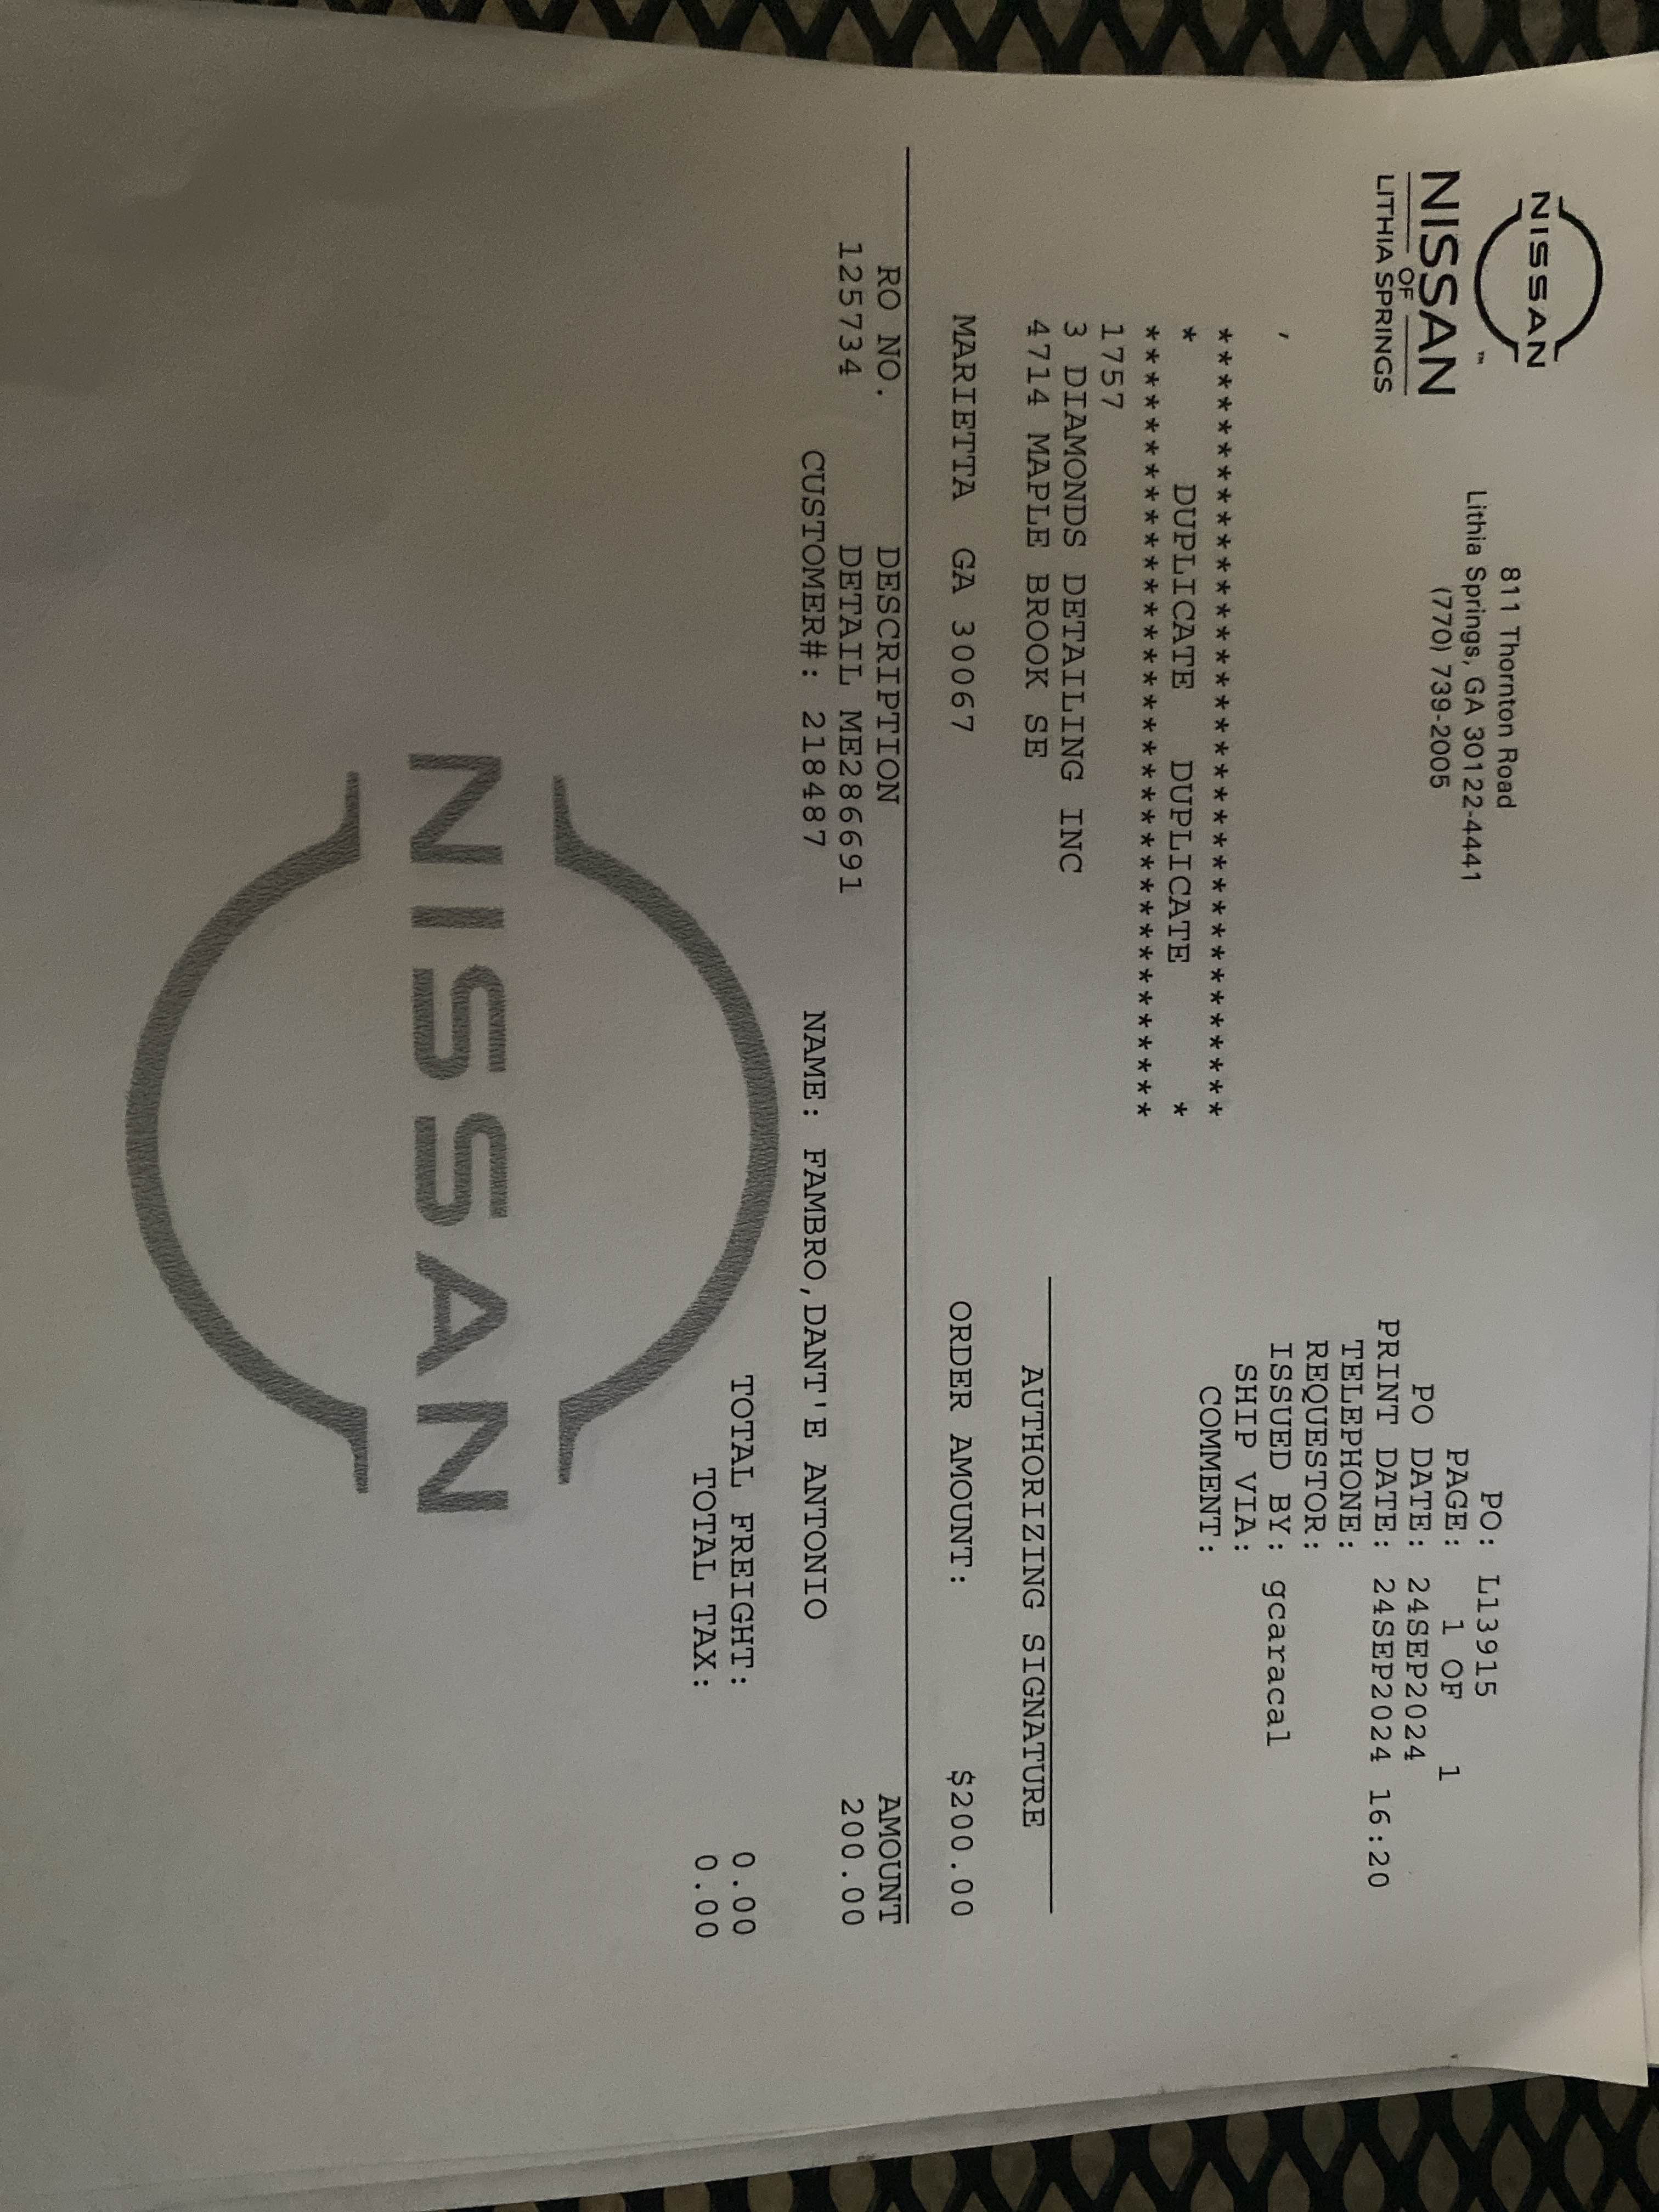 NISSAN
NISSAN
OF
LITHIA SPRINGS
811 Thornton Road
Lithia Springs, GA 30122-4441
(770) 739-2005
PO: L13915
PAGE: 1 OF 1
PO DATE: 24SEP2024
PRINT DATE: 24SEP2024 16:20
TELEPHONE:
REQUESTOR:
ISSUED BY: gcaracal
SHIP VIA:
COMMENT:
,
***********************************
* DUPLICATE DUPLICATE *
***********************************
1757
3 DIAMONDS DETAILING INC
4714 MAPLE BROOK SE
MARIETTA GA 30067
AUTHORIZING SIGNATURE
ORDER AMOUNT: $200.00
RO NO. DESCRIPTION AMOUNT
125734 DETAIL ME286691 200.00
CUSTOMER#: 218487 NAME: FAMBRO,DANT'E ANTONIO
TOTAL FREIGHT: 0.00
TOTAL TAX: 0.00
NISSAN